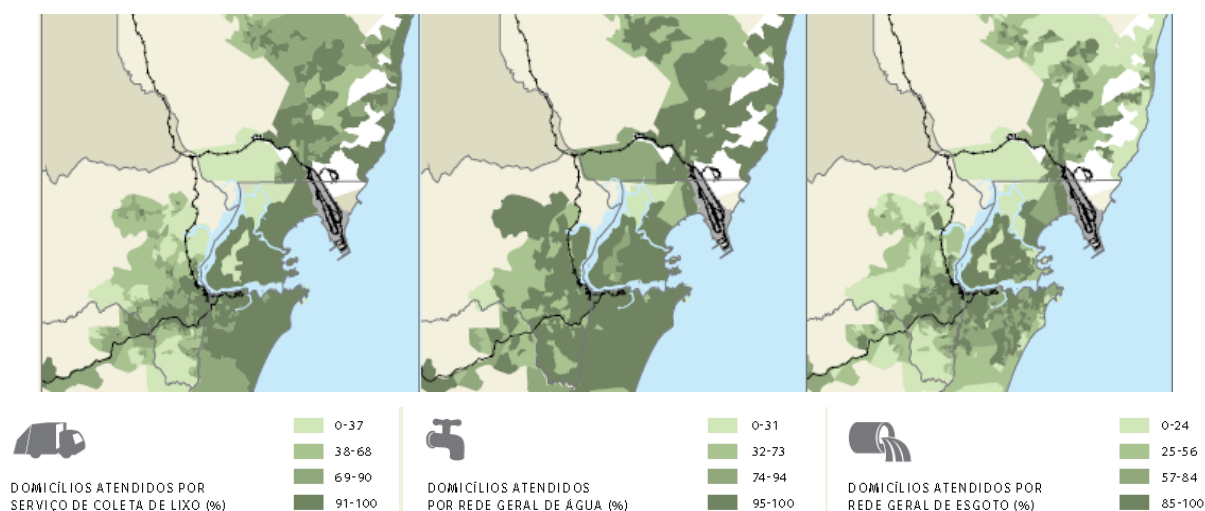 0-37
38-68
69-90
91-100
DOMICÍLIOS ATENDIDOS POR
SERVIÇO DE COLETA DE LIXO (%)
0-31
32-73
74-94
95-100
DOMICÍLIOS ATENDIDOS
POR REDE GERAL DE ÁGUA (%)
0-24
25-56
57-84
85-100
DOMICÍLIOS ATENDIDOS POR
REDE GERAL DE ESGOTO (%)